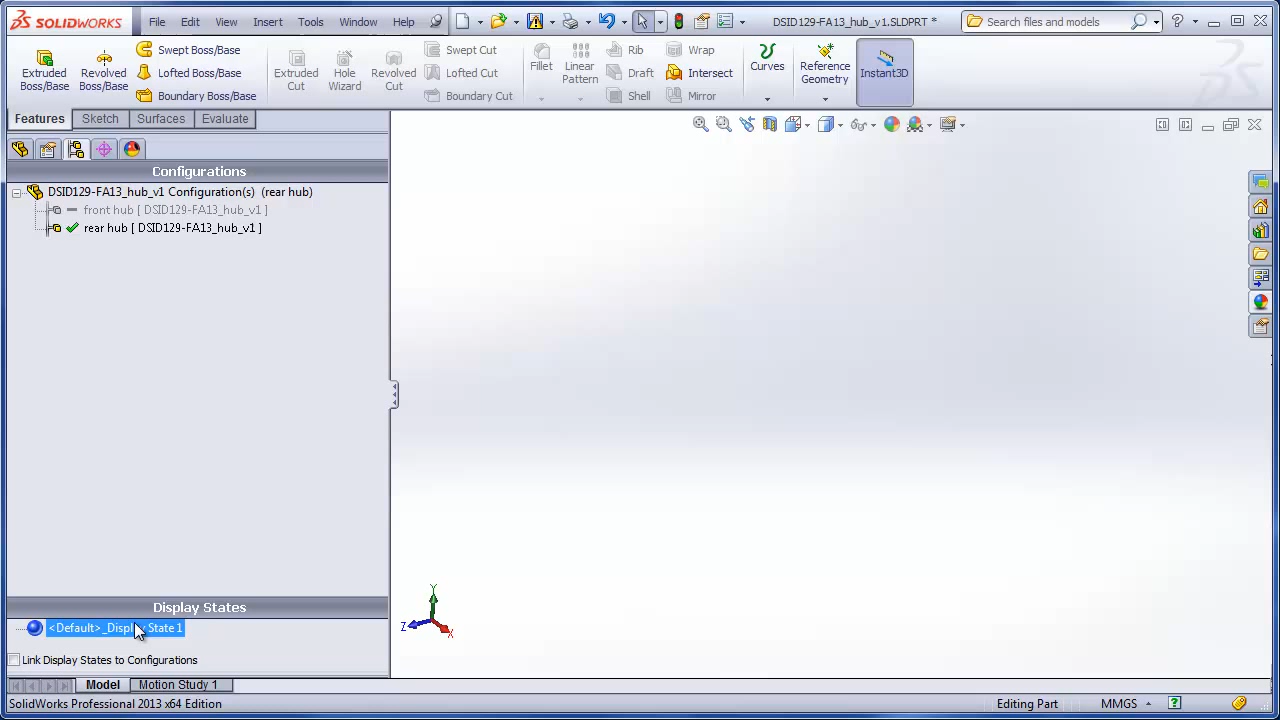 SOLIDWORKS File Edit View Insert Tools Window Help DSID129-FA13_hub_v1.SLDPRT * Search files and models
Extruded Boss/Base
Revolved Boss/Base
Swept Boss/Base
Lofted Boss/Base
Boundary Boss/Base
Extruded Cut
Hole Wizard
Revolved Cut
Swept Cut
Lofted Cut
Boundary Cut
Fillet
Linear Pattern
Rib
Draft
Shell
Wrap
Intersect
Mirror
Curves
Reference Geometry
Instant3D
Features Sketch Surfaces Evaluate
Configurations
DSID129-FA13_hub_v1 Configuration(s) (rear hub)
front hub [ DSID129-FA13_hub_v1 ]
rear hub [ DSID129-FA13_hub_v1 ]
Y
Z
X
Display States
<Default>_Display State 1
Link Display States to Configurations
Model Motion Study 1
SolidWorks Professional 2013 x64 Edition Editing Part MMGS